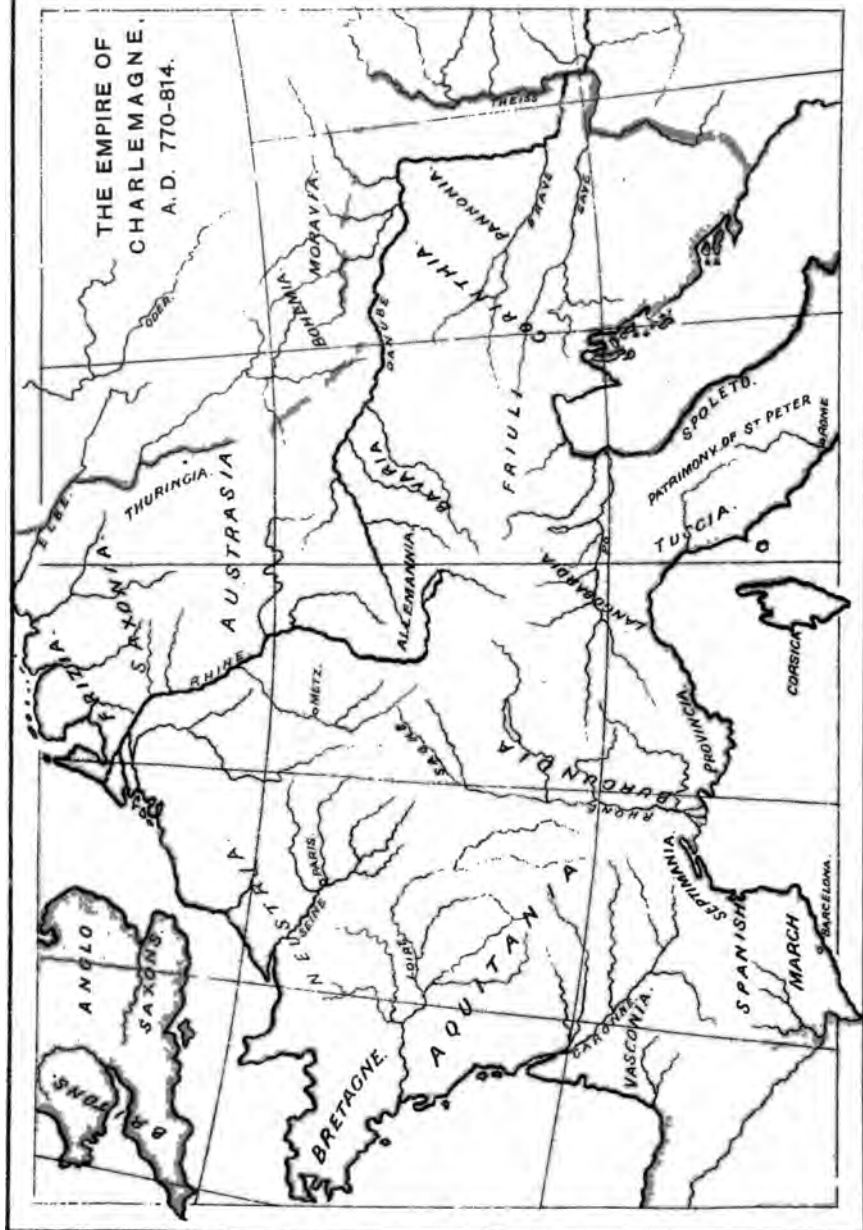 THE EMPIRE OF
CHARLEMAGNE.
A.D. 770-814.
BRITONS.
ANGLO
SAXONS.
FRIZIA.
SAXONIA.
ELBE.
ODER.
THURINGIA.
AUSTRASIA
RHINE
METZ.
NEUSTRIA
SEINE
PARIS.
BRETAGNE.
LOIRE
AQUITANIA
SAONE
BURGUNDIA
RHONE
ALLEMANNIA.
BAVARIA
BOHEMIA.
MORAVIA.
DANUBE
THEISS
PANNONIA.
CARINTHIA.
DRAVE
SAVE
FRIULI
LANGOBARDIA.
PO
PROVINCIA.
SEPTIMANIA
GARONNE.
VASCONIA.
SPANISH
MARCH
BARCELONA.
CORSICA
TUSCIA.
PATRIMONY OF ST PETER
SPOLETO.
ROME